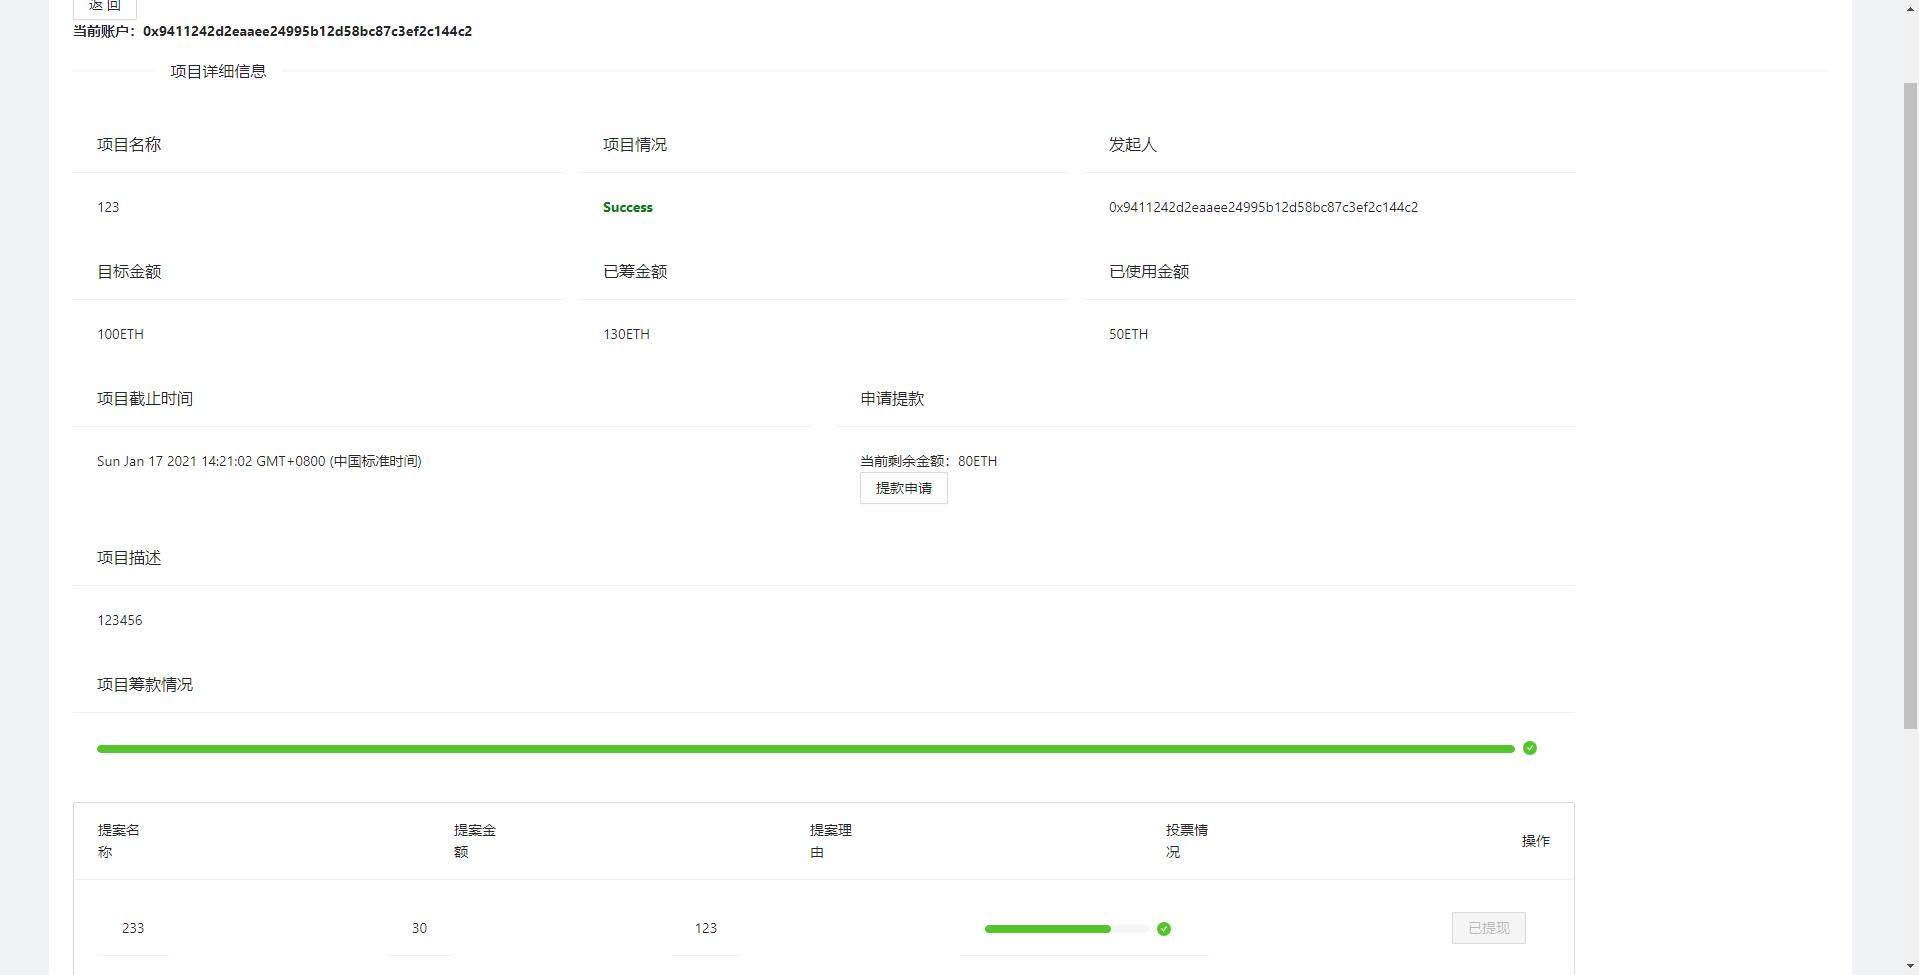 返 回
当前账户：0x9411242d2eaaee24995b12d58bc87c3ef2c144c2
项目详细信息
项目名称
项目情况
发起人
123
Success
0x9411242d2eaaee24995b12d58bc87c3ef2c144c2
目标金额
已筹金额
已使用金额
100ETH
130ETH
50ETH
项目截止时间
申请提款
Sun Jan 17 2021 14:21:02 GMT+0800 (中国标准时间)
当前剩余金额：80ETH
提款申请
项目描述
123456
项目筹款情况
提案名
称
提案金
额
提案理
由
投票情
况
操作
233
30
123
已提现